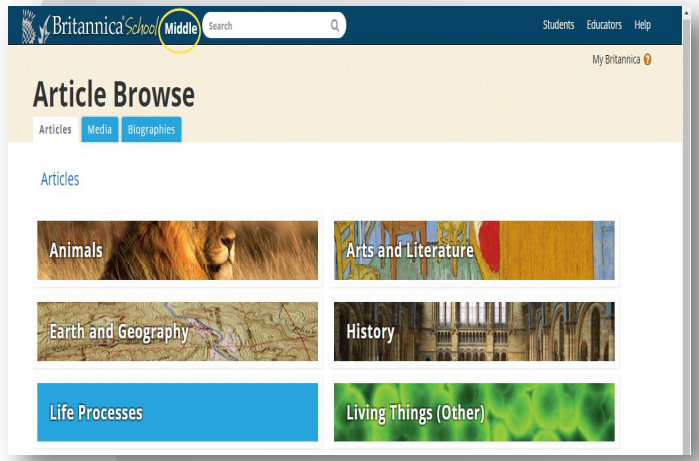 Britannica School Middle Search Students Educators Help
My Britannica ?
Article Browse
Articles Media Biographies
Articles
Animals Arts and Literature
Earth and Geography History
Life Processes Living Things (Other)